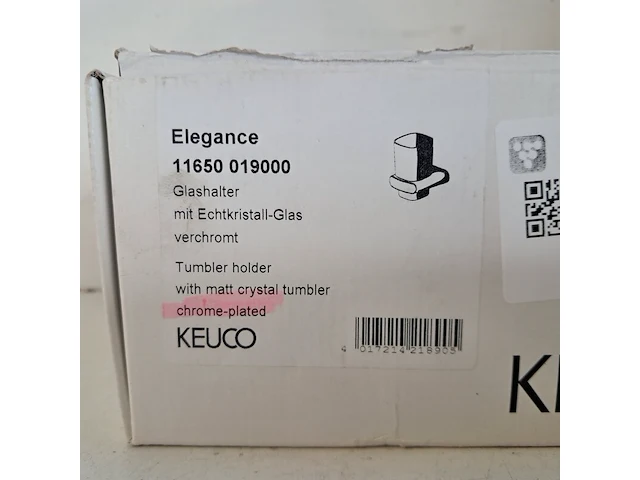 Elegance
11650 019000
Glashalter
mit Echtkristall-Glas
verchromt
Tumbler holder
with matt crystal tumbler
chrome-plated
KEUCO
4 017214 218905